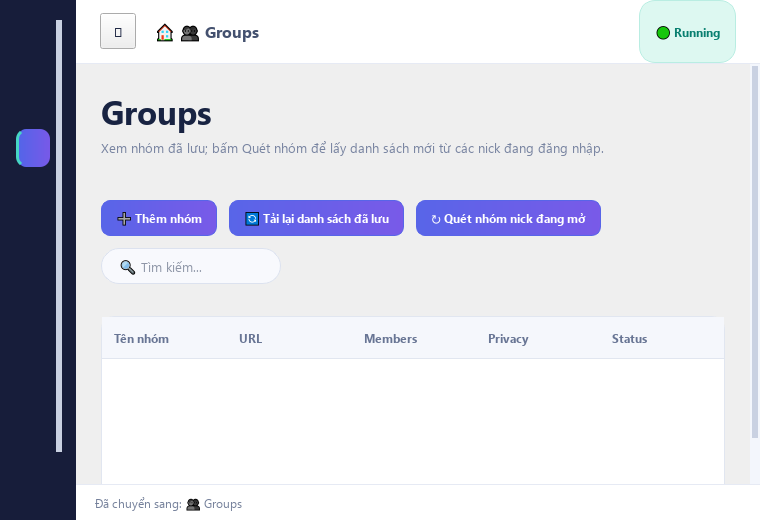 🏠 👥 Groups
🟢 Running
Groups
Xem nhóm đã lưu; bấm Quét nhóm để lấy danh sách mới từ các nick đang đăng nhập.
➕ Thêm nhóm
🔄 Tải lại danh sách đã lưu
↻ Quét nhóm nick đang mở
🔍 Tìm kiếm...
Tên nhóm URL Members Privacy Status
Đã chuyển sang: 👥 Groups